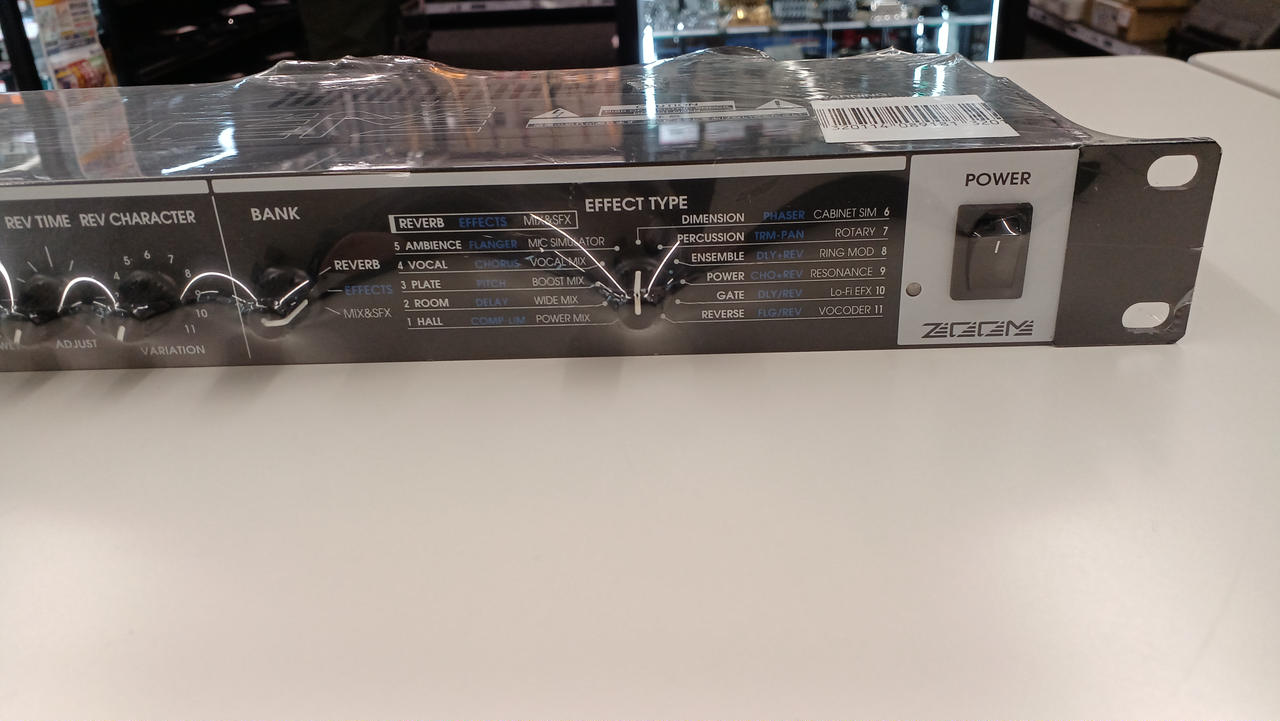 WARNING
CAUTION
POWER
REV TIME REV CHARACTER
BANK
EFFECT TYPE
REVERB EFFECTS MIX&SFX
DIMENSION PHASER CABINET SIM 6
5 AMBIENCE FLANGER MIC SIMULATOR
PERCUSSION TRM-PAN ROTARY 7
4 VOCAL CHORUS VOCAL MIX
ENSEMBLE DLY+REV RING MOD 8
3 PLATE PITCH BOOST MIX
POWER CHO+REV RESONANCE 9
2 ROOM DELAY WIDE MIX
GATE DLY/REV Lo-Fi EFX 10
1 HALL COMP-LIM POWER MIX
REVERSE FLG/REV VOCODER 11
REVERB
EFFECTS
MIX&SFX
4 5 6 7 8 9 10 11
ADJUST
VARIATION
ZOOM